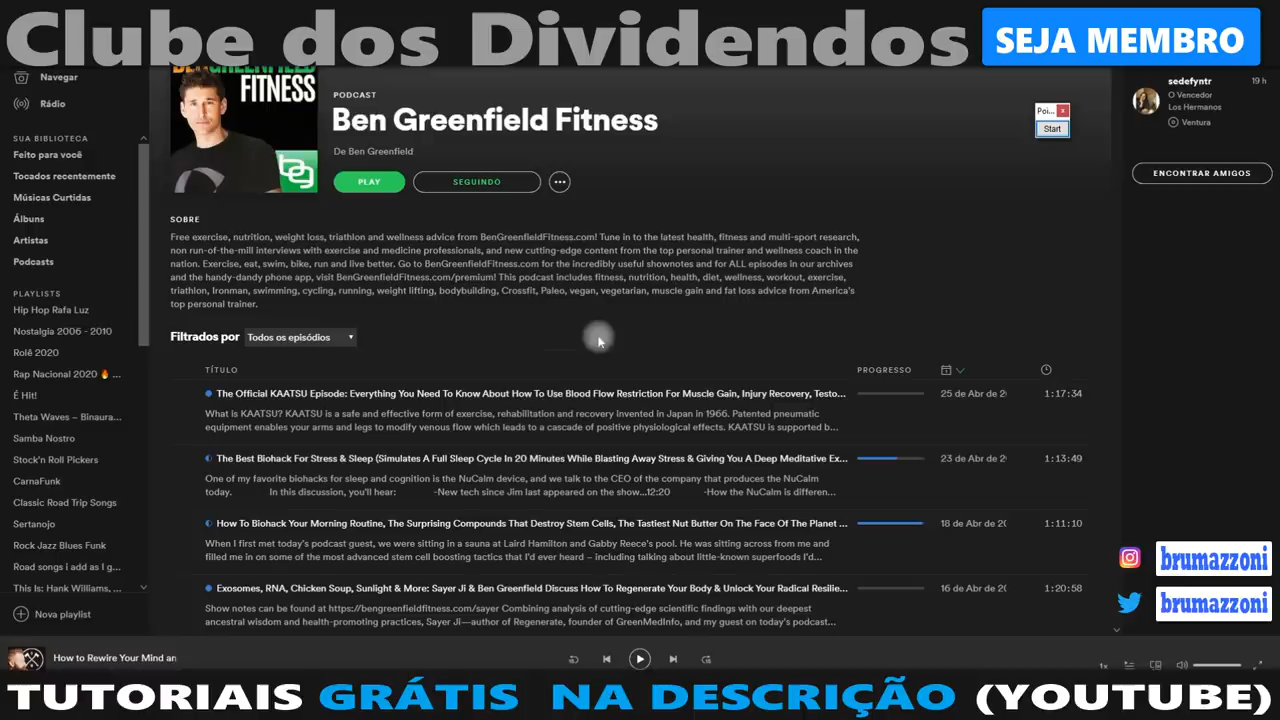 Clube dos Dividendos
SEJA MEMBRO
Navegar
Rádio
SUA BIBLIOTECA
Feito para você
Tocados recentemente
Músicas Curtidas
Álbuns
Artistas
Podcasts
PLAYLISTS
Hip Hop Rafa Luz
Nostalgia 2006 - 2010
Rolê 2020
Rap Nacional 2020 🔥 ...
É Hit!
Theta Waves – Binaura...
Samba Nostro
Stock'n Roll Pickers
CarnaFunk
Classic Road Trip Songs
Sertanojo
Rock Jazz Blues Funk
Road songs i add as I g...
This Is: Hank Williams, ...
Nova playlist
FITNESS
PODCAST
Ben Greenfield Fitness
De Ben Greenfield
PLAY
SEGUINDO
SOBRE
Free exercise, nutrition, weight loss, triathlon and wellness advice from BenGreenfieldFitness.com! Tune in to the latest health, fitness and multi-sport research,
non run-of-the-mill interviews with exercise and medicine professionals, and new cutting-edge content from the top personal trainer and wellness coach in the
nation. Exercise, eat, swim, bike, run and live better. Go to BenGreenfieldFitness.com for the incredibly useful shownotes and for ALL episodes in our archives
and the handy-dandy phone app, visit BenGreenfieldFitness.com/premium! This podcast includes fitness, nutrition, health, diet, wellness, workout, exercise,
triathlon, Ironman, swimming, cycling, running, weight lifting, bodybuilding, Crossfit, Paleo, vegan, vegetarian, muscle gain and fat loss advice from America's
top personal trainer.
Filtrados por Todos os episódios
TÍTULO PROGRESSO
The Official KAATSU Episode: Everything You Need To Know About How To Use Blood Flow Restriction For Muscle Gain, Injury Recovery, Testo... 25 de Abr de 2 1:17:34
What is KAATSU? KAATSU is a safe and effective form of exercise, rehabilitation and recovery invented in Japan in 1966. Patented pneumatic
equipment enables your arms and legs to modify venous flow which leads to a cascade of positive physiological effects. KAATSU is supported b...
The Best Biohack For Stress & Sleep (Simulates A Full Sleep Cycle In 20 Minutes While Blasting Away Stress & Giving You A Deep Meditative Ex... 23 de Abr de 2 1:13:49
One of my favorite biohacks for sleep and cognition is the NuCalm device, and we talk to the CEO of the company that produces the NuCalm
today. In this discussion, you'll hear: -New tech since Jim last appeared on the show...12:20 -How the NuCalm is differen...
How To Biohack Your Morning Routine, The Surprising Compounds That Destroy Stem Cells, The Tastiest Nut Butter On The Face Of The Planet ... 18 de Abr de 20 1:11:10
When I first met today's podcast guest, we were sitting in a sauna at Laird Hamilton and Gabby Reece's pool. He was sitting across from me and
filled me in on some of the most advanced stem cell boosting tactics that I'd ever heard – including talking about little-known superfoods I'd...
Exosomes, RNA, Chicken Soup, Sunlight & More: Sayer Ji & Ben Greenfield Discuss How To Regenerate Your Body & Unlock Your Radical Resilie... 16 de Abr de 20 1:20:58
Show notes can be found at https://bengreenfieldfitness.com/sayer Combining analysis of cutting-edge scientific findings with our deepest
ancestral wisdom and health-promoting practices, Sayer Ji—author of Regenerate, founder of GreenMedInfo, and my guest on today's podcast...
Poi... x
Start
sedefyntr 19 h
O Vencedor
Los Hermanos
Ventura
ENCONTRAR AMIGOS
brumazzoni
brumazzoni
How to Rewire Your Mind an
1x
TUTORIAIS GRÁTIS NA DESCRIÇÃO (YOUTUBE)